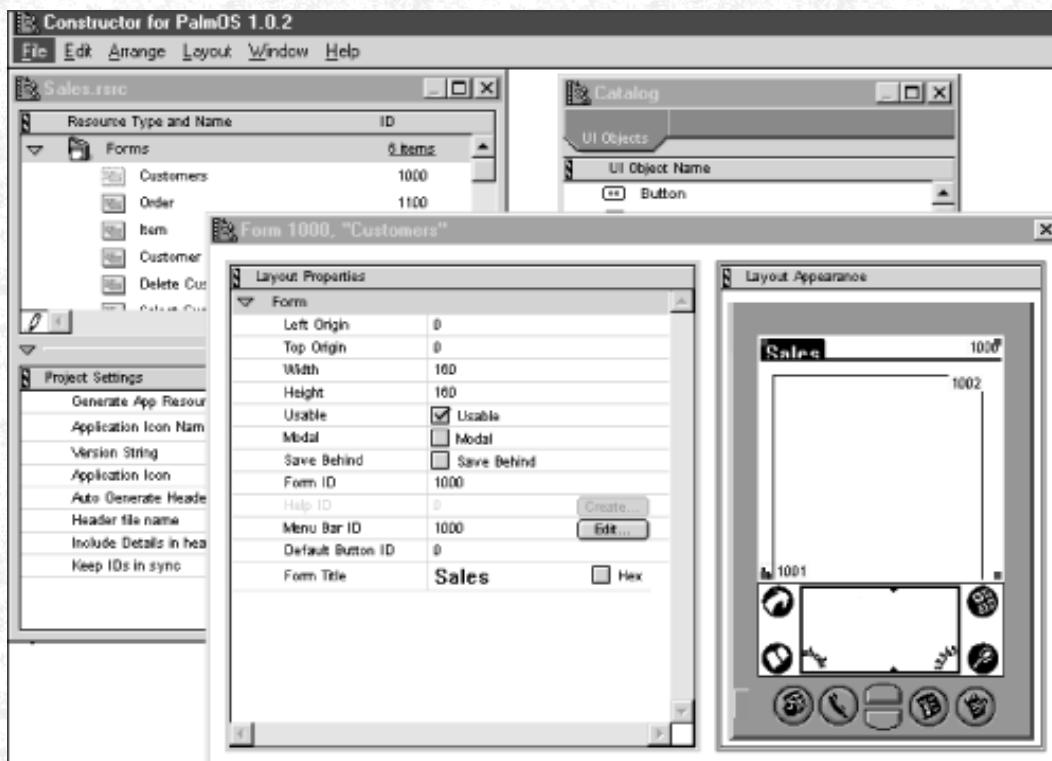 Constructor for PalmOS 1.0.2
File Edit Arrange Layout Window Help
Sales.rsrc
Resource Type and Name ID
Forms 6 items
Customers 1000
Order 1100
Item
Customer
Delete Cus
Project Settings
Generate App Resour
Application Icon Nam
Version String
Application Icon
Auto Generate Heade
Header file name
Include Details in hea
Keep IDs in sync
Catalog
UI Objects
UI Object Name
Button
Form 1000, "Customers"
Layout Properties
Form
Left Origin 0
Top Origin 0
Width 160
Height 160
Usable Usable
Modal Modal
Save Behind Save Behind
Form ID 1000
Help ID 0 Create...
Menu Bar ID 1000 Edit...
Default Button ID 0
Form Title Sales Hex
Layout Appearance
Sales 1000
1002
1001